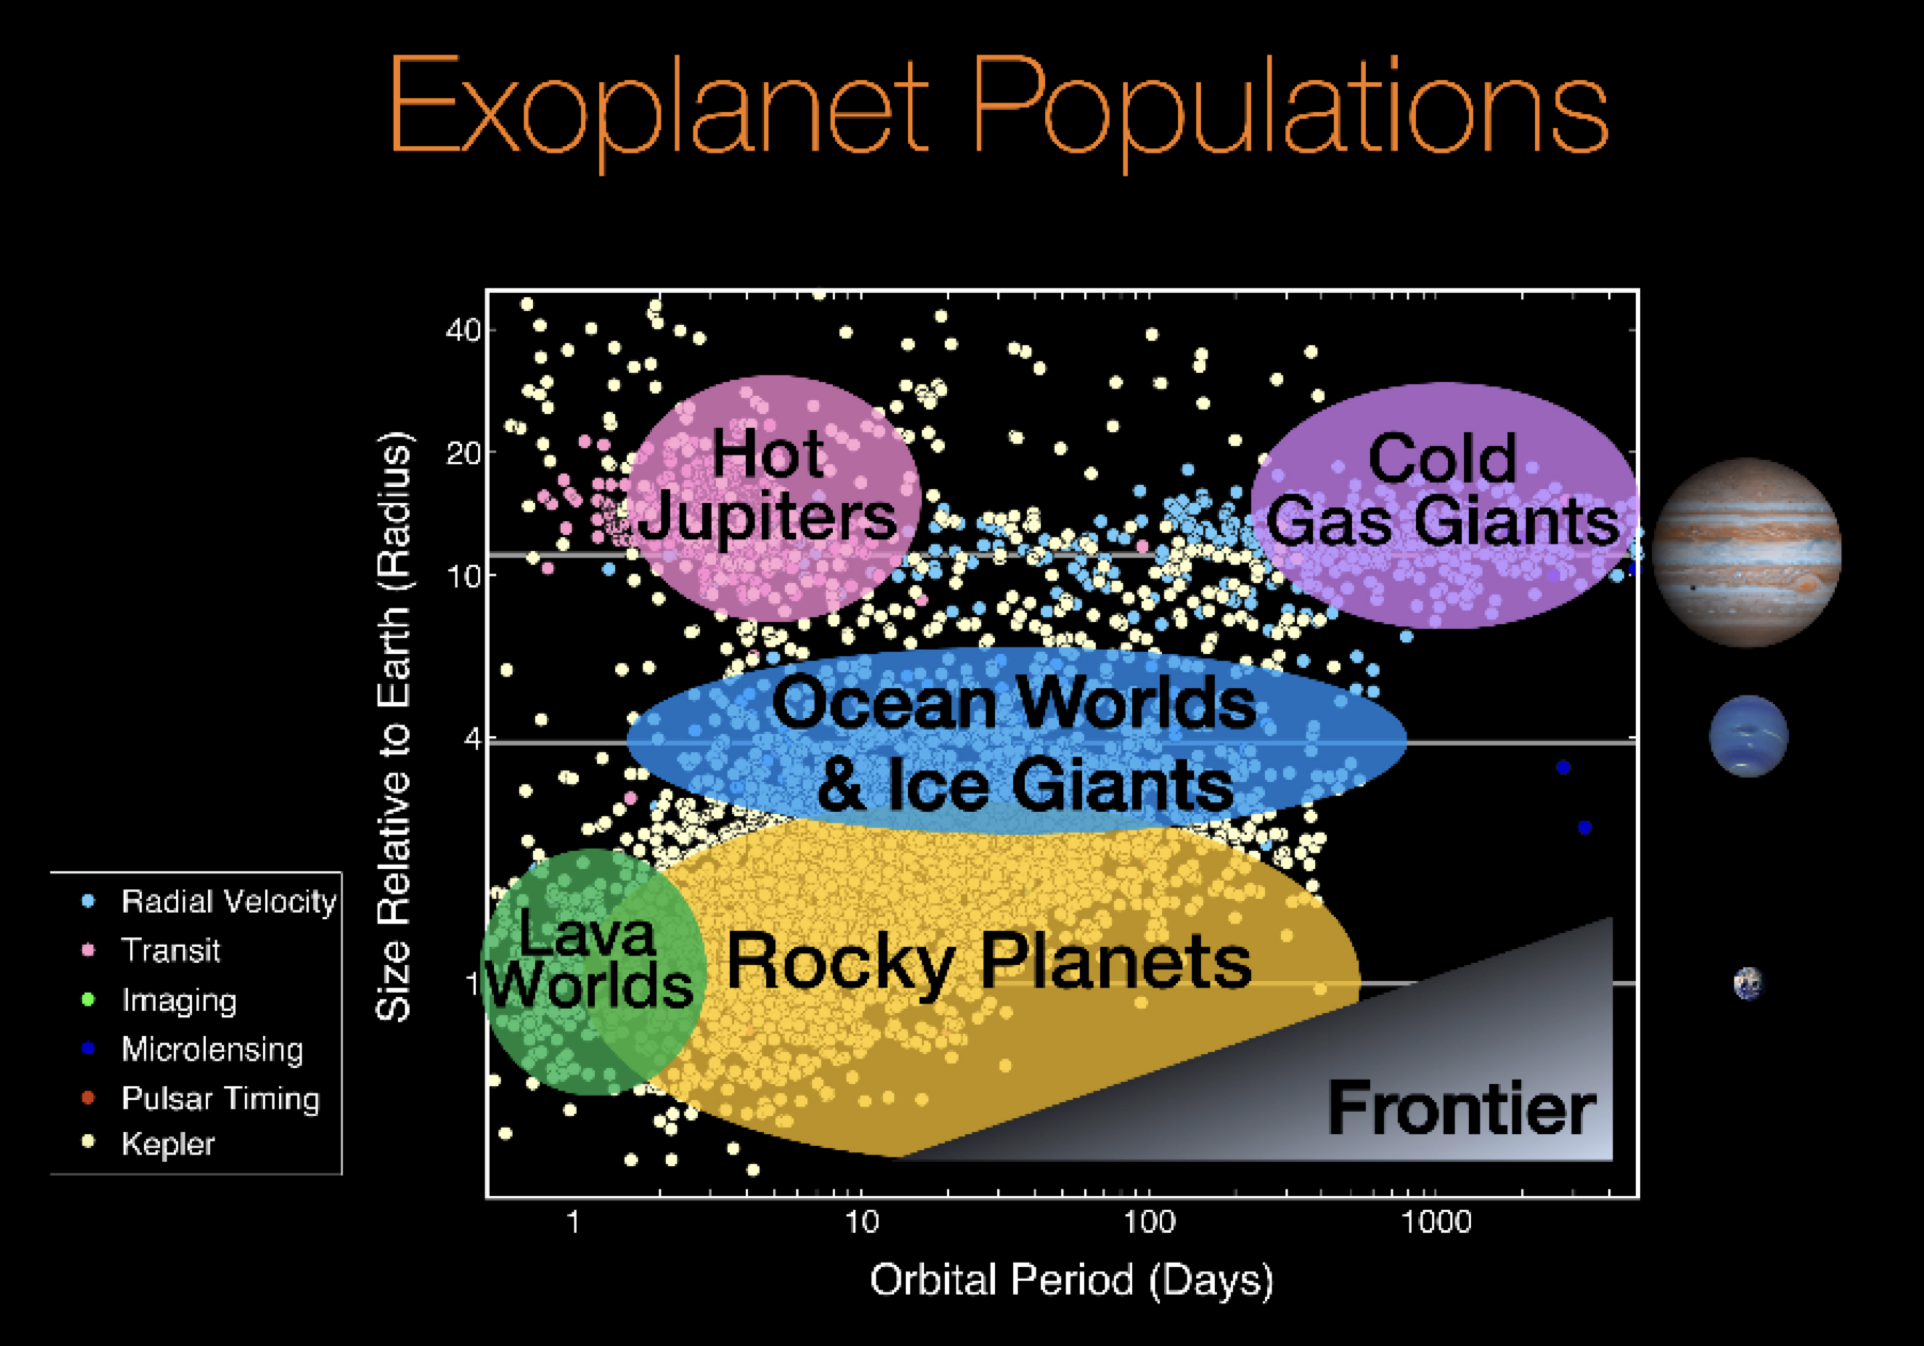 Exoplanet Populations
Size Relative to Earth (Radius)
40
20
10
4
1
Hot
Jupiters
Cold
Gas Giants
Ocean Worlds
& Ice Giants
Lava
Worlds
Rocky Planets
Frontier
Radial Velocity
Transit
Imaging
Microlensing
Pulsar Timing
Kepler
1 10 100 1000
Orbital Period (Days)